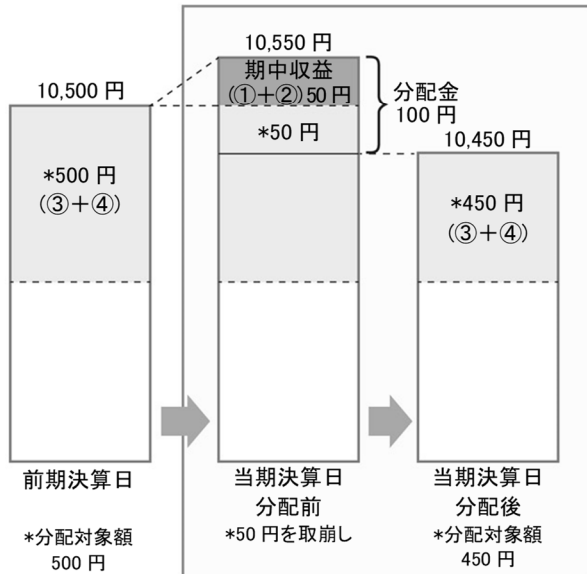 10,500 円
*500 円
(③＋④)
前期決算日
*分配対象額
500 円
10,550 円
期中収益
(①＋②)50 円
*50 円
分配金
100 円
当期決算日
分配前
*50 円を取崩し
10,450 円
*450 円
(③＋④)
当期決算日
分配後
*分配対象額
450 円